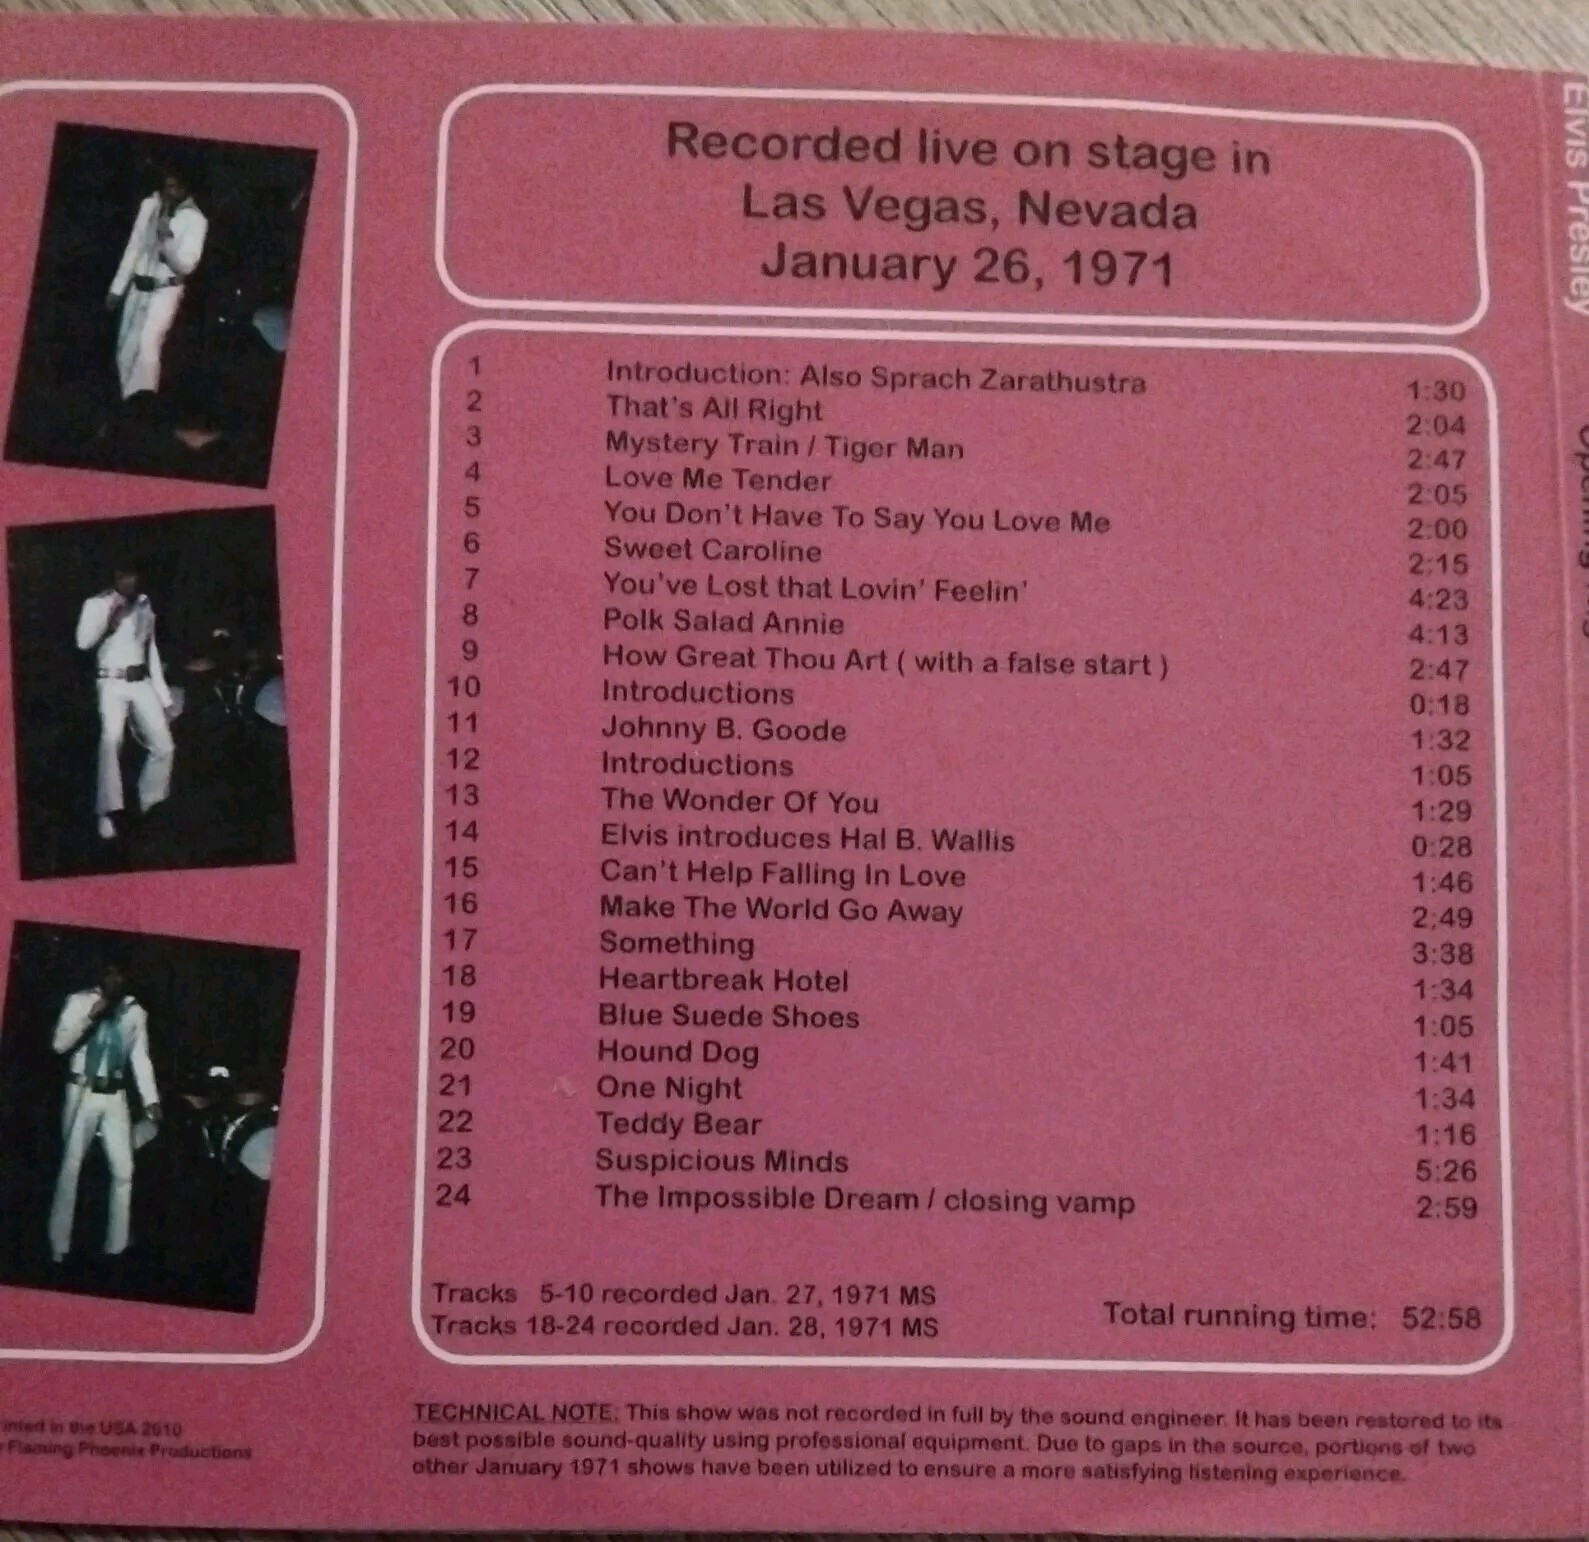 Recorded live on stage in
Las Vegas, Nevada
January 26, 1971
1 Introduction: Also Sprach Zarathustra 1:30
2 That's All Right 2:04
3 Mystery Train / Tiger Man 2:47
4 Love Me Tender 2:05
5 You Don't Have To Say You Love Me 2:00
6 Sweet Caroline 2:15
7 You've Lost that Lovin' Feelin' 4:23
8 Polk Salad Annie 4:13
9 How Great Thou Art ( with a false start ) 2:47
10 Introductions 0:18
11 Johnny B. Goode 1:32
12 Introductions 1:05
13 The Wonder Of You 1:29
14 Elvis introduces Hal B. Wallis 0:28
15 Can't Help Falling In Love 1:46
16 Make The World Go Away 2;49
17 Something 3:38
18 Heartbreak Hotel 1:34
19 Blue Suede Shoes 1:05
20 Hound Dog 1:41
21 One Night 1:34
22 Teddy Bear 1:16
23 Suspicious Minds 5:26
24 The Impossible Dream / closing vamp 2:59
Tracks 5-10 recorded Jan. 27, 1971 MS
Tracks 18-24 recorded Jan. 28, 1971 MS
Total running time: 52:58
TECHNICAL NOTE: This show was not recorded in full by the sound engineer. It has been restored to its
best possible sound-quality using professional equipment. Due to gaps in the source, portions of two
other January 1971 shows have been utilized to ensure a more satisfying listening experience.
in the USA 2010
Flaming Phoenix Productions
Elvis Presley